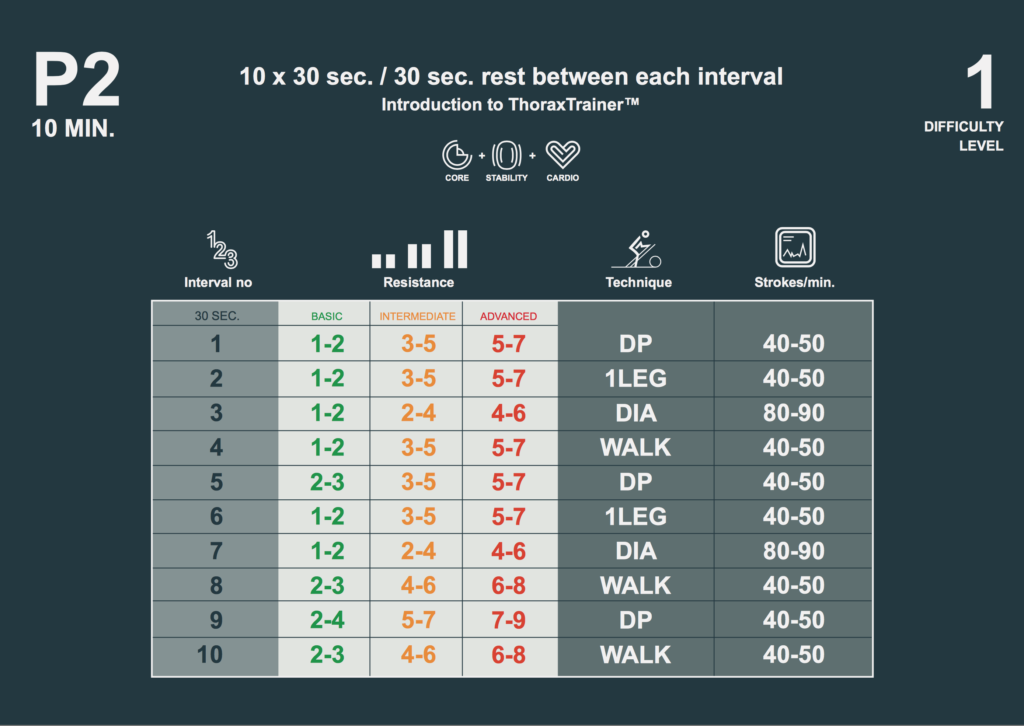 P2
10 MIN.
10 x 30 sec. / 30 sec. rest between each interval
Introduction to ThoraxTrainer™
1
DIFFICULTY
LEVEL
+ +
CORE STABILITY CARDIO
123
Interval no Resistance Technique Strokes/min.
30 SEC. BASIC INTERMEDIATE ADVANCED
1 1-2 3-5 5-7 DP 40-50
2 1-2 3-5 5-7 1LEG 40-50
3 1-2 2-4 4-6 DIA 80-90
4 1-2 3-5 5-7 WALK 40-50
5 2-3 3-5 5-7 DP 40-50
6 1-2 3-5 5-7 1LEG 40-50
7 1-2 2-4 4-6 DIA 80-90
8 2-3 4-6 6-8 WALK 40-50
9 2-4 5-7 7-9 DP 40-50
10 2-3 4-6 6-8 WALK 40-50